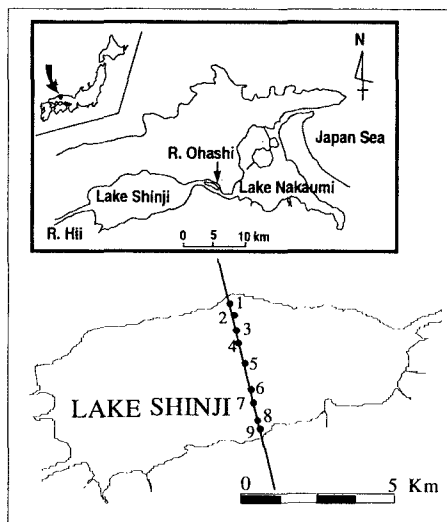 N
Japan Sea
R. Ohashi
Lake Shinji
Lake Nakaumi
R. Hii
0 5 10 km
1
2
3
4
5
6
LAKE SHINJI 7
8
9
0 5 Km